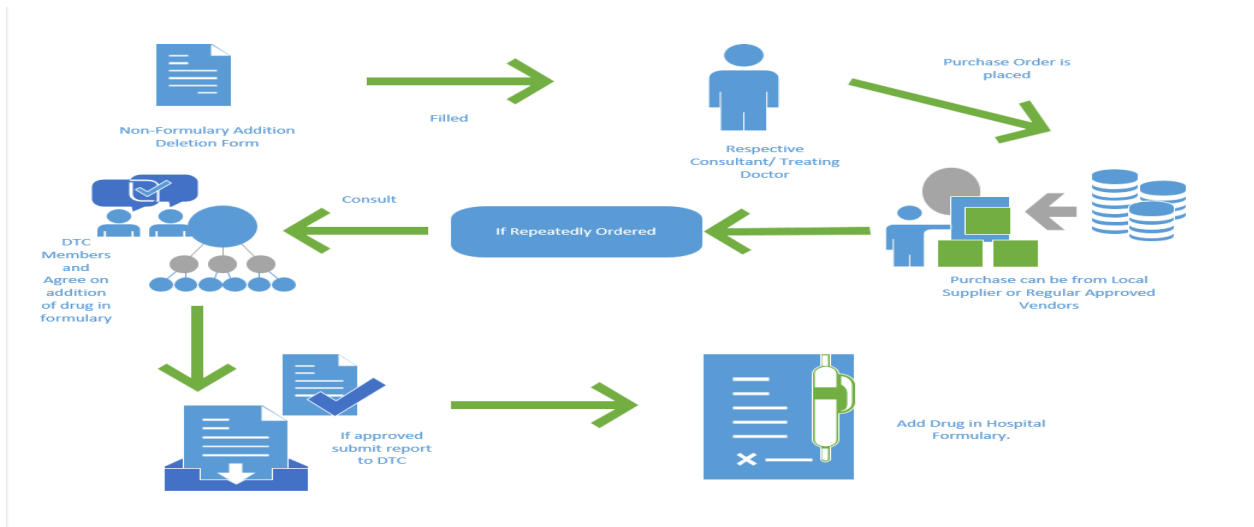 Non-Formulary Addition
Deletion Form
Filled
Respective
Consultant/ Treating
Doctor
Purchase Order is
placed
Purchase can be from Local
Supplier or Regular Approved
Vendors
If Repeatedly Ordered
Consult
DTC
Members
and
Agree on
addition
of drug in
formulary
If approved
submit report
to DTC
Add Drug in Hospital
Formulary.